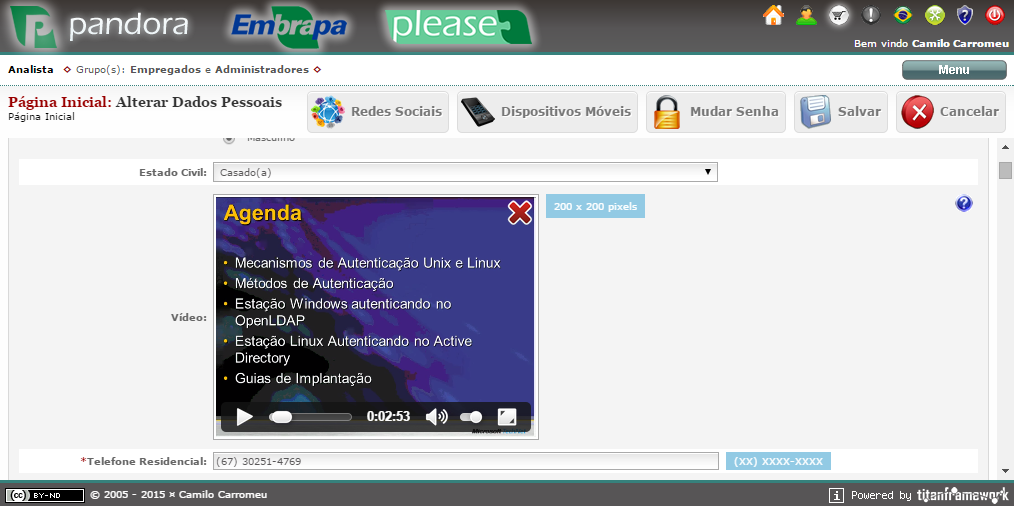 pandora
Embrapa
please
Bem vindo Camilo Carromeu
Analista Grupo(s): Empregados e Administradores
Menu
Página Inicial: Alterar Dados Pessoais
Página Inicial
Redes Sociais
Dispositivos Móveis
Mudar Senha
Salvar
Cancelar
Masculino
Estado Civil:
Casado(a)
Vídeo:
Agenda
• Mecanismos de Autenticação Unix e Linux
• Métodos de Autenticação
• Estação Windows autenticando no
OpenLDAP
• Estação Linux Autenticando no Active
Directory
• Guias de Implantação
0:02:53
200 x 200 pixels
?
*Telefone Residencial:
(67) 30251-4769
(XX) XXXX-XXXX
(cc) BY-ND
© 2005 - 2015 × Camilo Carromeu
i Powered by titanframework